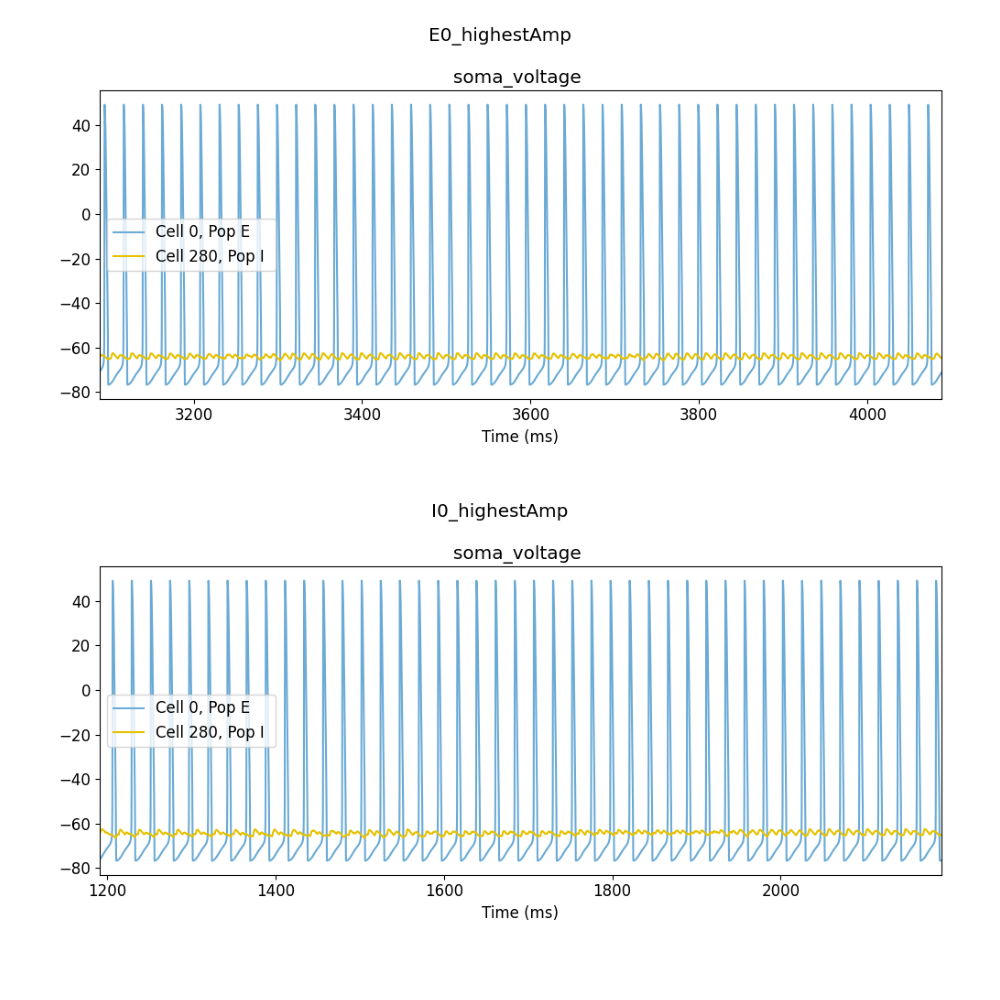 E0_highestAmp
soma_voltage
40
20
0
−20
−40
−60
−80
Cell 0, Pop E
Cell 280, Pop I
3200 3400 3600 3800 4000
Time (ms)
I0_highestAmp
soma_voltage
40
20
0
−20
−40
−60
−80
Cell 0, Pop E
Cell 280, Pop I
1200 1400 1600 1800 2000
Time (ms)